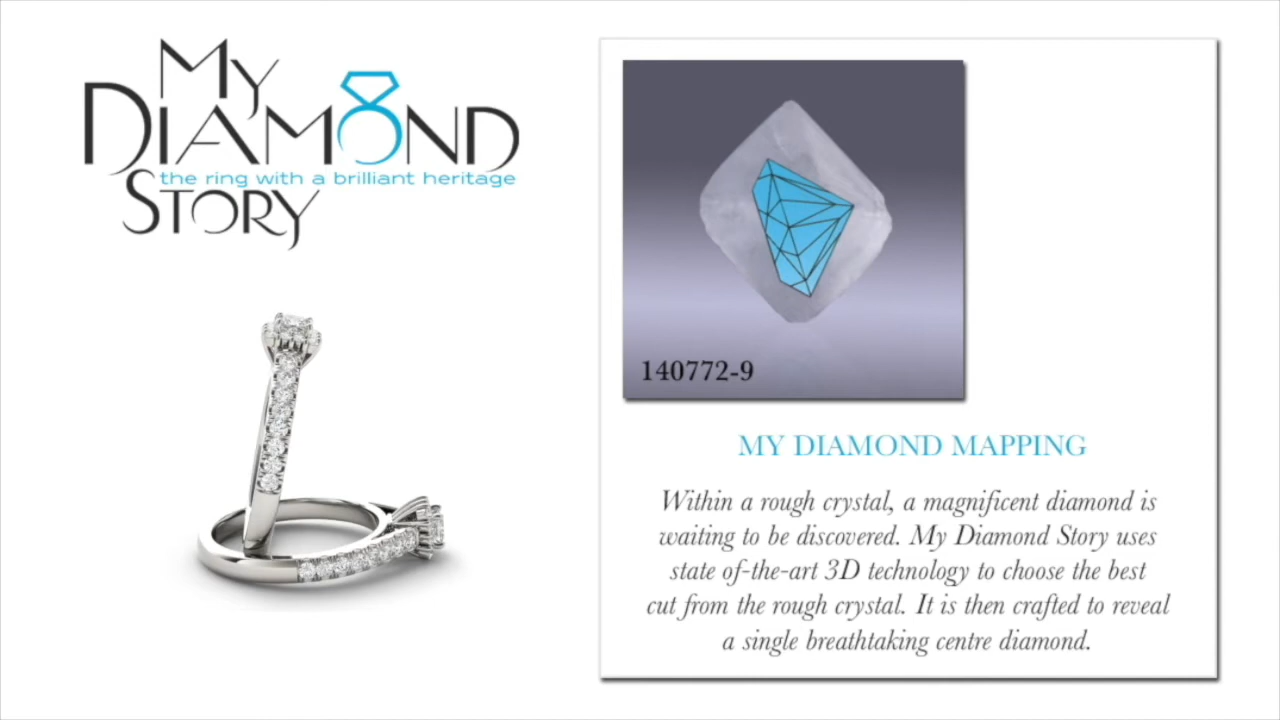 My
DIAMOND
the ring with a brilliant heritage
STORY
140772-9
MY DIAMOND MAPPING
Within a rough crystal, a magnificent diamond is
waiting to be discovered. My Diamond Story uses
state of-the-art 3D technology to choose the best
cut from the rough crystal. It is then crafted to reveal
a single breathtaking centre diamond.